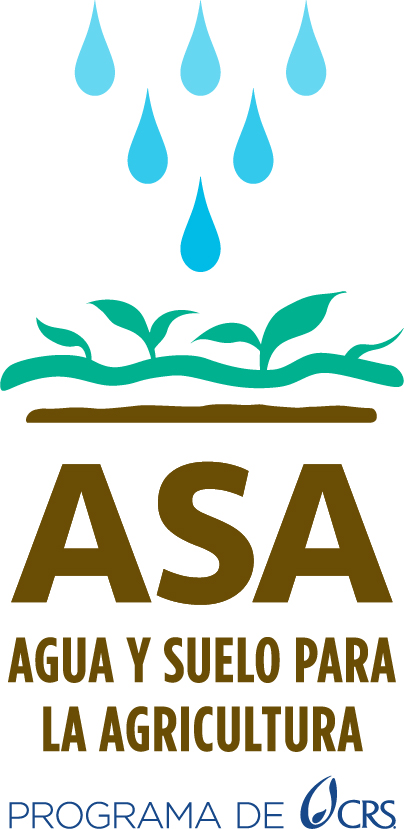 ASA
AGUA Y SUELO PARA
LA AGRICULTURA
PROGRAMA DE CRS